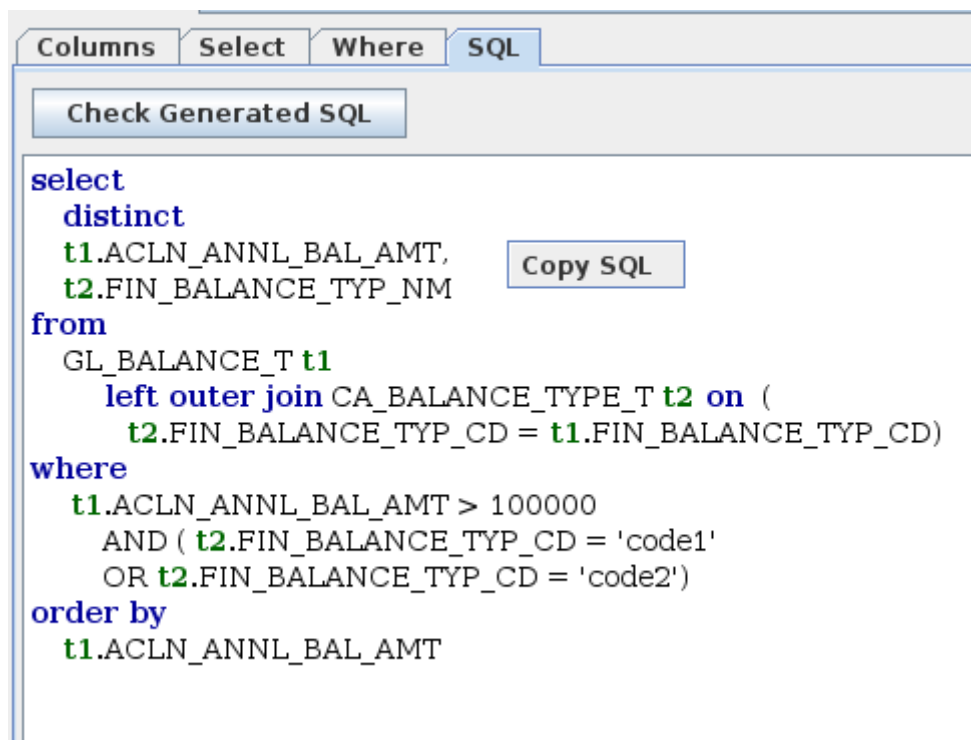 Columns Select Where SQL
Check Generated SQL
select
distinct
t1.ACLN_ANNL_BAL_AMT,
Copy SQL
t2.FIN_BALANCE_TYP_NM
from
GL_BALANCE_T t1
left outer join CA_BALANCE_TYPE_T t2 on (
t2.FIN_BALANCE_TYP_CD = t1.FIN_BALANCE_TYP_CD)
where
t1.ACLN_ANNL_BAL_AMT > 100000
AND ( t2.FIN_BALANCE_TYP_CD = 'code1'
OR t2.FIN_BALANCE_TYP_CD = 'code2')
order by
t1.ACLN_ANNL_BAL_AMT